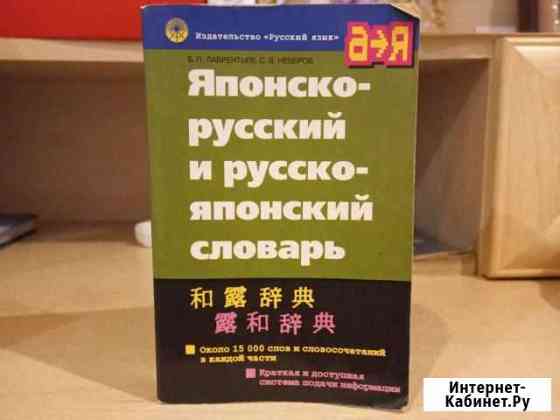 Издательство «Русский язык»
Б. П. ЛАВРЕНТЬЕВ, С. В. НЕВЕРОВ
Японско-
русский
и русско-
японский
словарь
和露辞典
露和辞典
Около 15 000 слов и словосочетаний
в каждой части
Краткая и доступная
система подачи информации
Интернет-
Кабинет.Ру